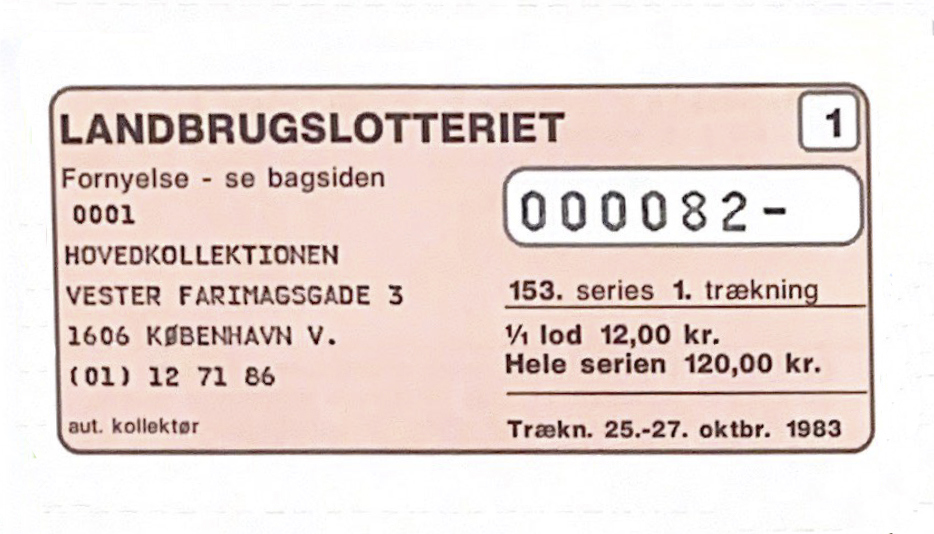 LANDBRUGSLOTTERIET
1
Fornyelse - se bagsiden
0001
HOVEDKOLLEKTIONEN
VESTER FARIMAGSGADE 3
1606 KØBENHAVN V.
(01) 12 71 86
aut. kollektør
000082-
153. series 1. trækning
1/1 lod 12,00 kr.
Hele serien 120,00 kr.
Trækn. 25.-27. oktbr. 1983